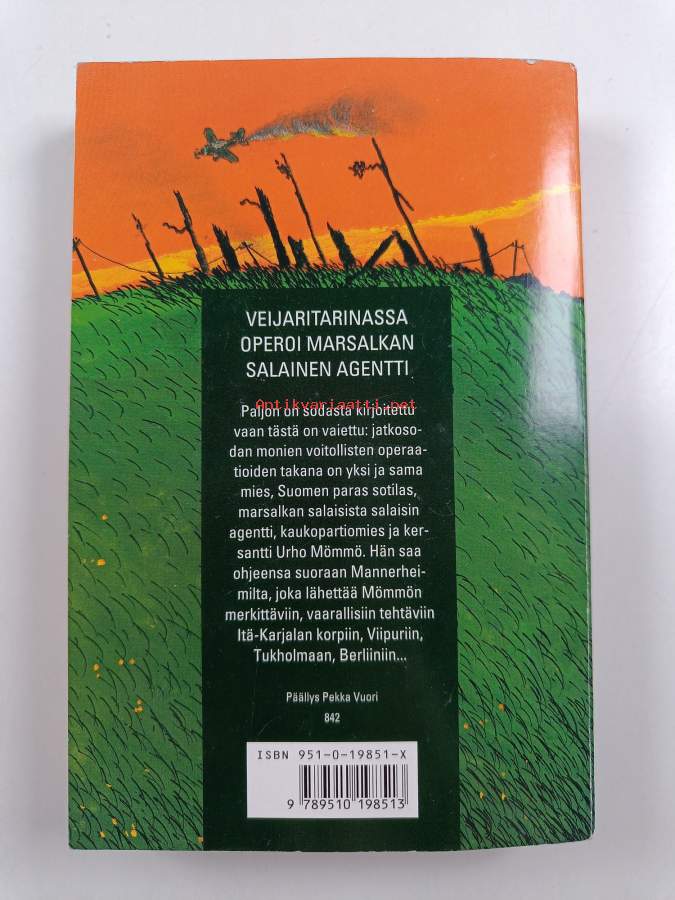 VEIJARITARINASSA
OPEROI MARSALKAN
SALAINEN AGENTTI
Antikvariaatti.net
Paljon on sodasta kirjoitettu
vaan tästä on vaiettu: jatkoso-
dan monien voitollisten operaa-
tioiden takana on yksi ja sama
mies, Suomen paras sotilas,
marsalkan salaisista salaisin
agentti, kaukopartiomies ja ker-
santti Urho Mömmö. Hän saa
ohjeensa suoraan Mannerhei-
milta, joka lähettää Mömmön
merkittäviin, vaarallisiin tehtäviin
Itä-Karjalan korpiin, Viipuriin,
Tukholmaan, Berliiniin...
Päällys Pekka Vuori
842
ISBN 951-0-19851-X
9 789510 198513